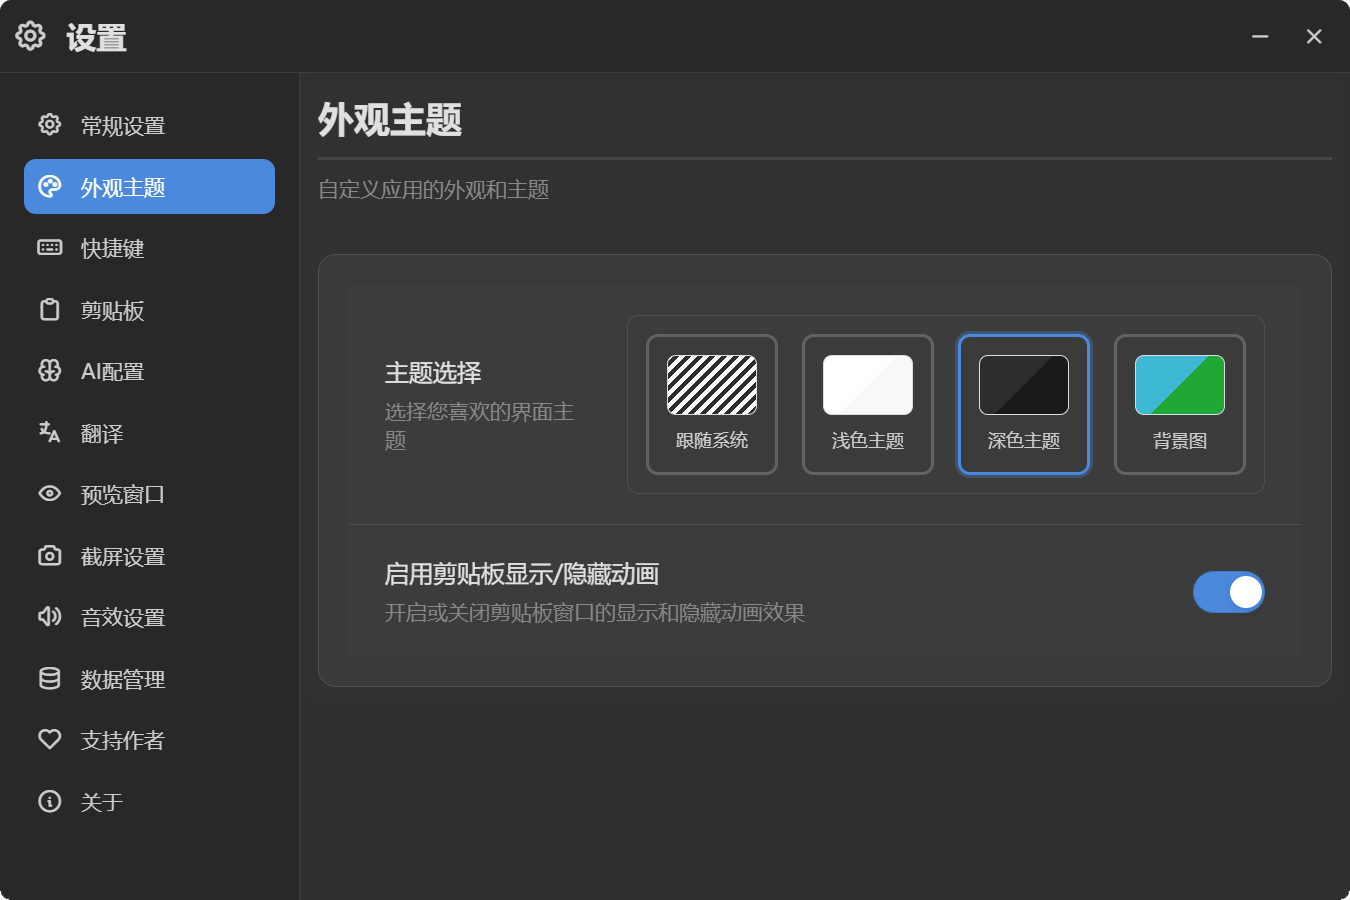 设置
常规设置
外观主题
快捷键
剪贴板
AI配置
翻译
预览窗口
截屏设置
音效设置
数据管理
支持作者
关于
外观主题
自定义应用的外观和主题
主题选择
选择您喜欢的界面主
题
跟随系统
浅色主题
深色主题
背景图
启用剪贴板显示/隐藏动画
开启或关闭剪贴板窗口的显示和隐藏动画效果